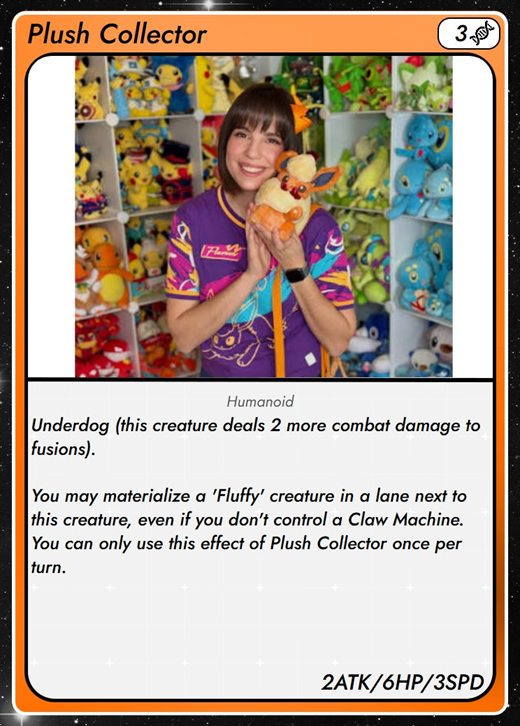 Plush Collector
3
Humanoid
Underdog (this creature deals 2 more combat damage to
fusions).
You may materialize a 'Fluffy' creature in a lane next to
this creature, even if you don't control a Claw Machine.
You can only use this effect of Plush Collector once per
turn.
2ATK/6HP/3SPD